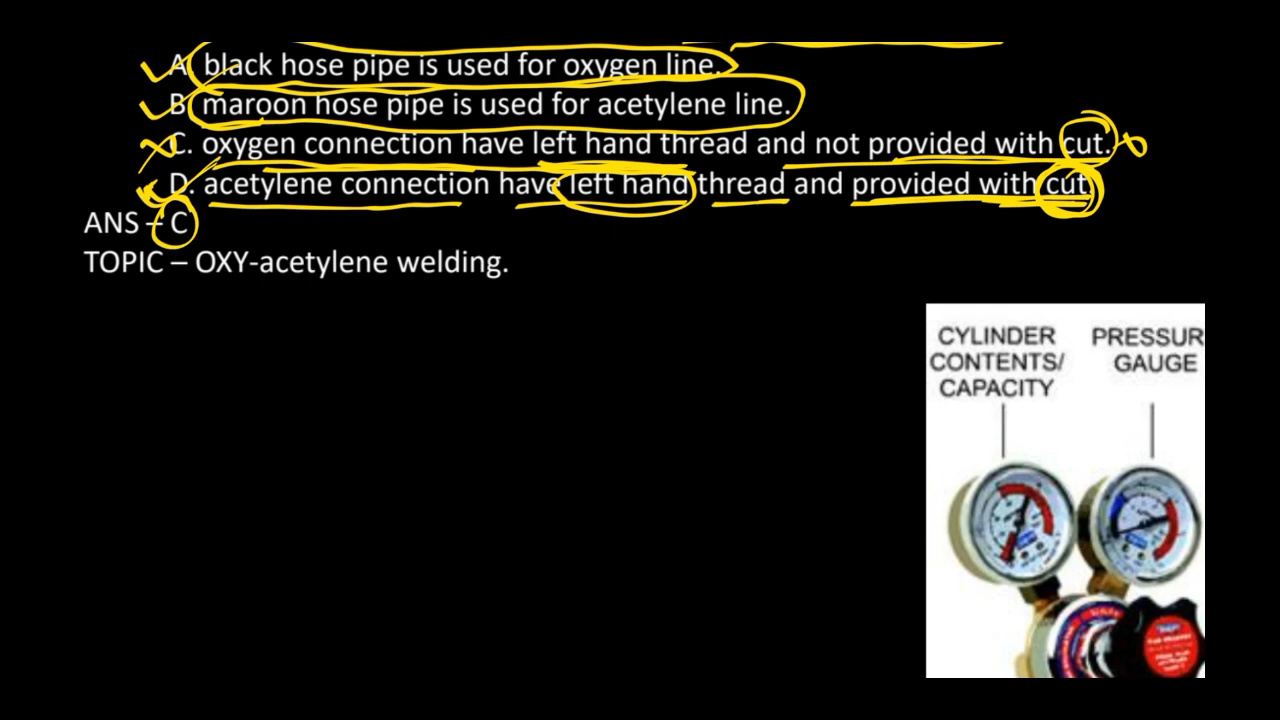 A. black hose pipe is used for oxygen line.
B. maroon hose pipe is used for acetylene line.
C. oxygen connection have left hand thread and not provided with cut.
D. acetylene connection have left hand thread and provided with cut.
ANS – C
TOPIC – OXY-acetylene welding.
CYLINDER
CONTENTS/
CAPACITY
PRESSUR
GAUGE